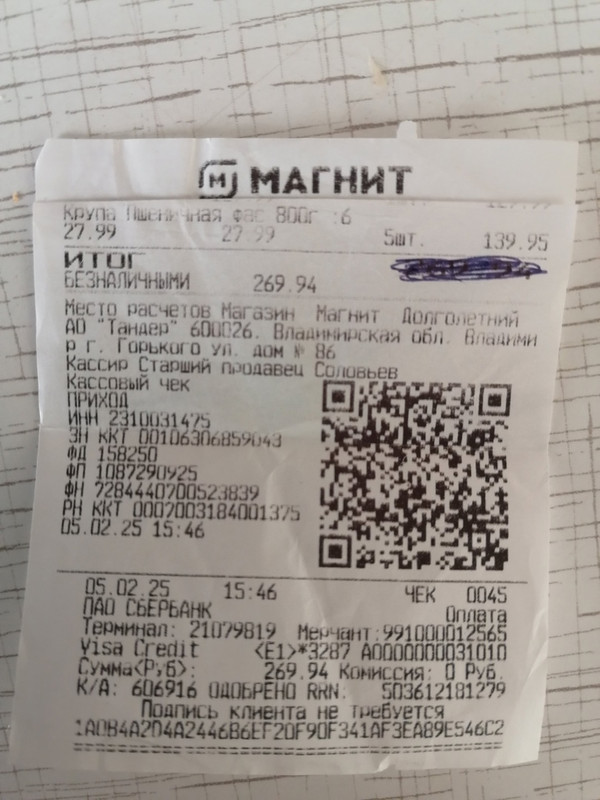 МАГНИТ
Крупа Пшеничная фас 800г :6
27.99 27.99 5шт. 139.95
ИТОГ
БЕЗНАЛИЧНЫМИ 269.94
Место расчетов Магазин Магнит Долголетний
АО "Тандер" 600026. Владимирская обл. Владими
р г. Горького ул. дом № 86
Кассир Старший продавец Соловьев
Кассовый чек
ПРИХОД
ИНН 2310031475
ЗН ККТ 00106306859043
ФД 158250
ФП 1087290925
ФН 7284440700523839
РН ККТ 0007003184001375
05.02.25 15:46
05.02.25 15:46 ЧЕК 0045
ПАО СБЕРБАНК Оплата
Терминал: 21079819 Мерчант:991000012565
Visa Credit <E1>*3287 A0000000031010
Сумма<Руб>: 269.94 Комиссия: 0 Руб.
К/А: 606916 ОДОБРЕНО RRN: 503612181279
Подпись клиента не требуется
1A0B4A2D4A2446B6EF20F90F341AF3EA89E546C2